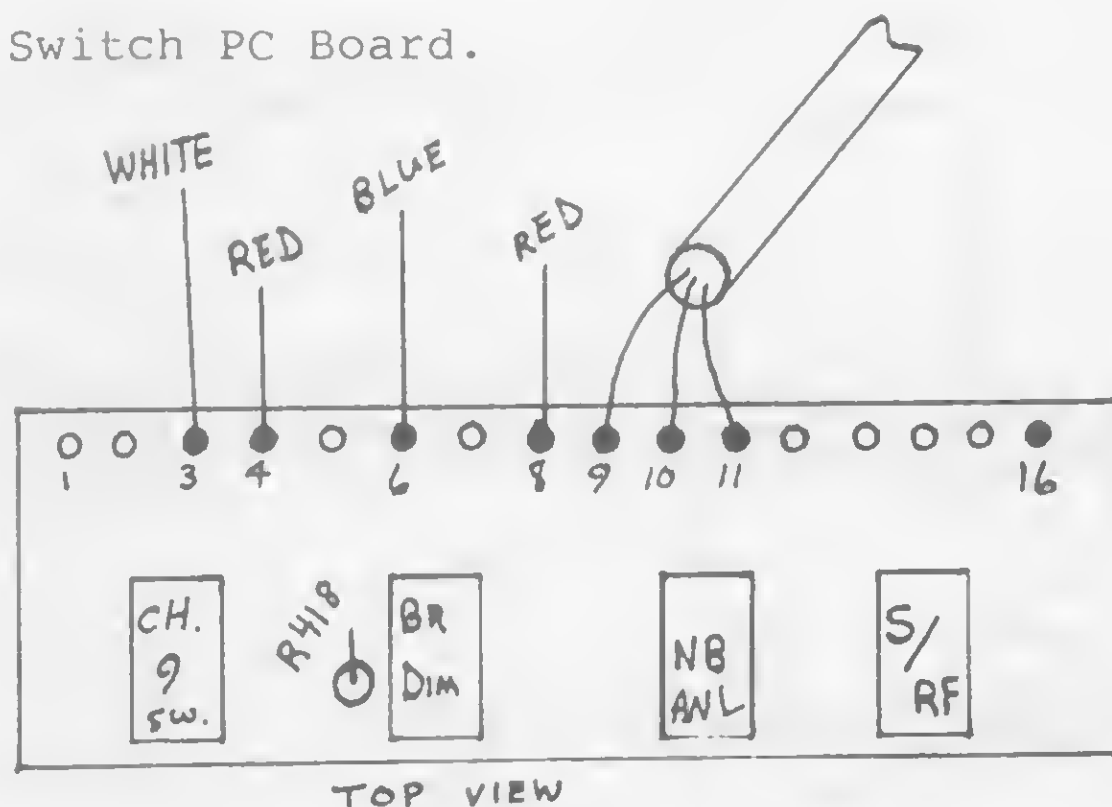 Switch PC Board.
WHITE
RED
BLUE
RED
1 3 4 6 8 9 10 11 16
CH.
9
SW.
R418
BR
DIM
NB
ANL
S/
RF
TOP VIEW